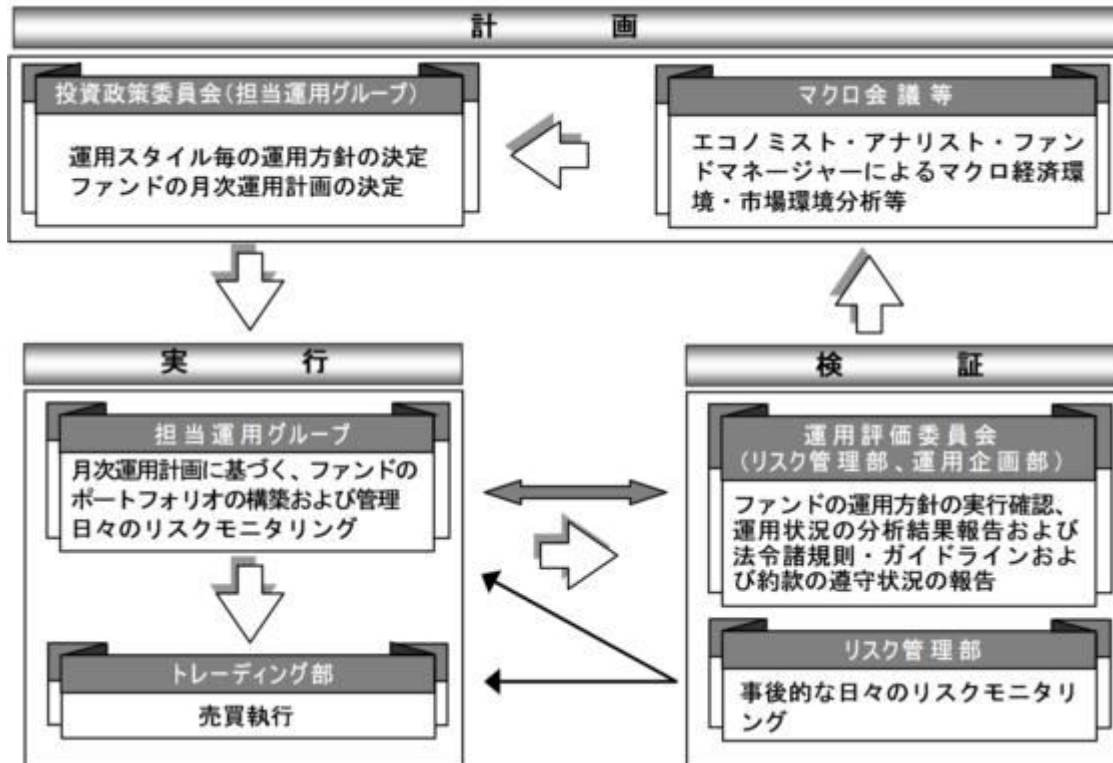 計画
投資政策委員会(担当運用グループ)
運用スタイル毎の運用方針の決定
ファンドの月次運用計画の決定
マクロ会議等
エコノミスト・アナリスト・ファン
ドマネージャーによるマクロ経済環
境・市場環境分析等
実行
担当運用グループ
月次運用計画に基づく、ファンドの
ポートフォリオの構築および管理
日々のリスクモニタリング
トレーディング部
売買執行
検証
運用評価委員会
(リスク管理部、運用企画部)
ファンドの運用方針の実行確認、
運用状況の分析結果報告および
法令諸規則・ガイドラインおよ
び約款の遵守状況の報告
リスク管理部
事後的な日々のリスクモニタリ
ング